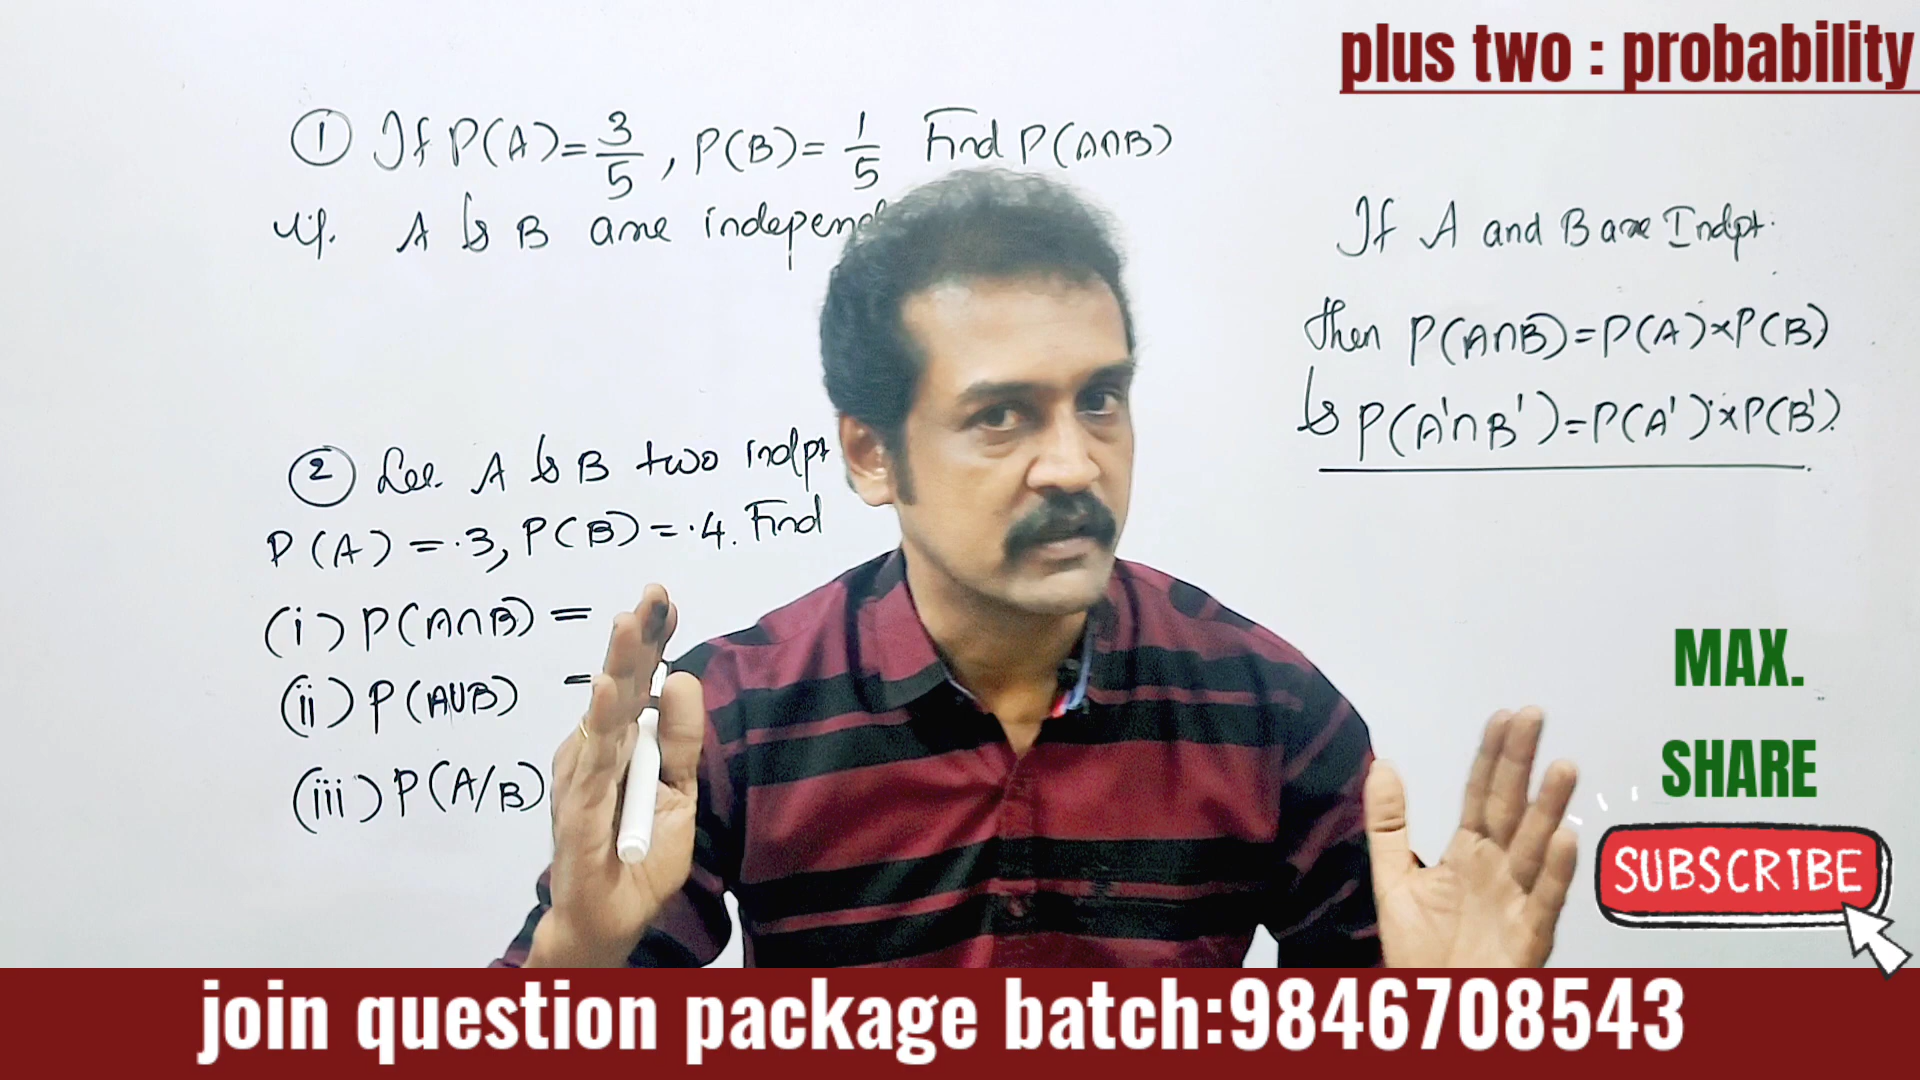 plus two : probability
① If P(A)=3/5, P(B)=1/5 Find P(A∩B)
if. A & B are independ
If A and B are Indpt.
then P(A∩B)=P(A)×P(B)
& P(A'∩B')=P(A')×P(B').
② Let A & B two indpt
P(A)=.3, P(B)=.4. Find
(i) P(A∩B) =
(ii) P(A∪B) =
(iii) P(A/B)
MAX.
SHARE
SUBSCRIBE
join question package batch:9846708543